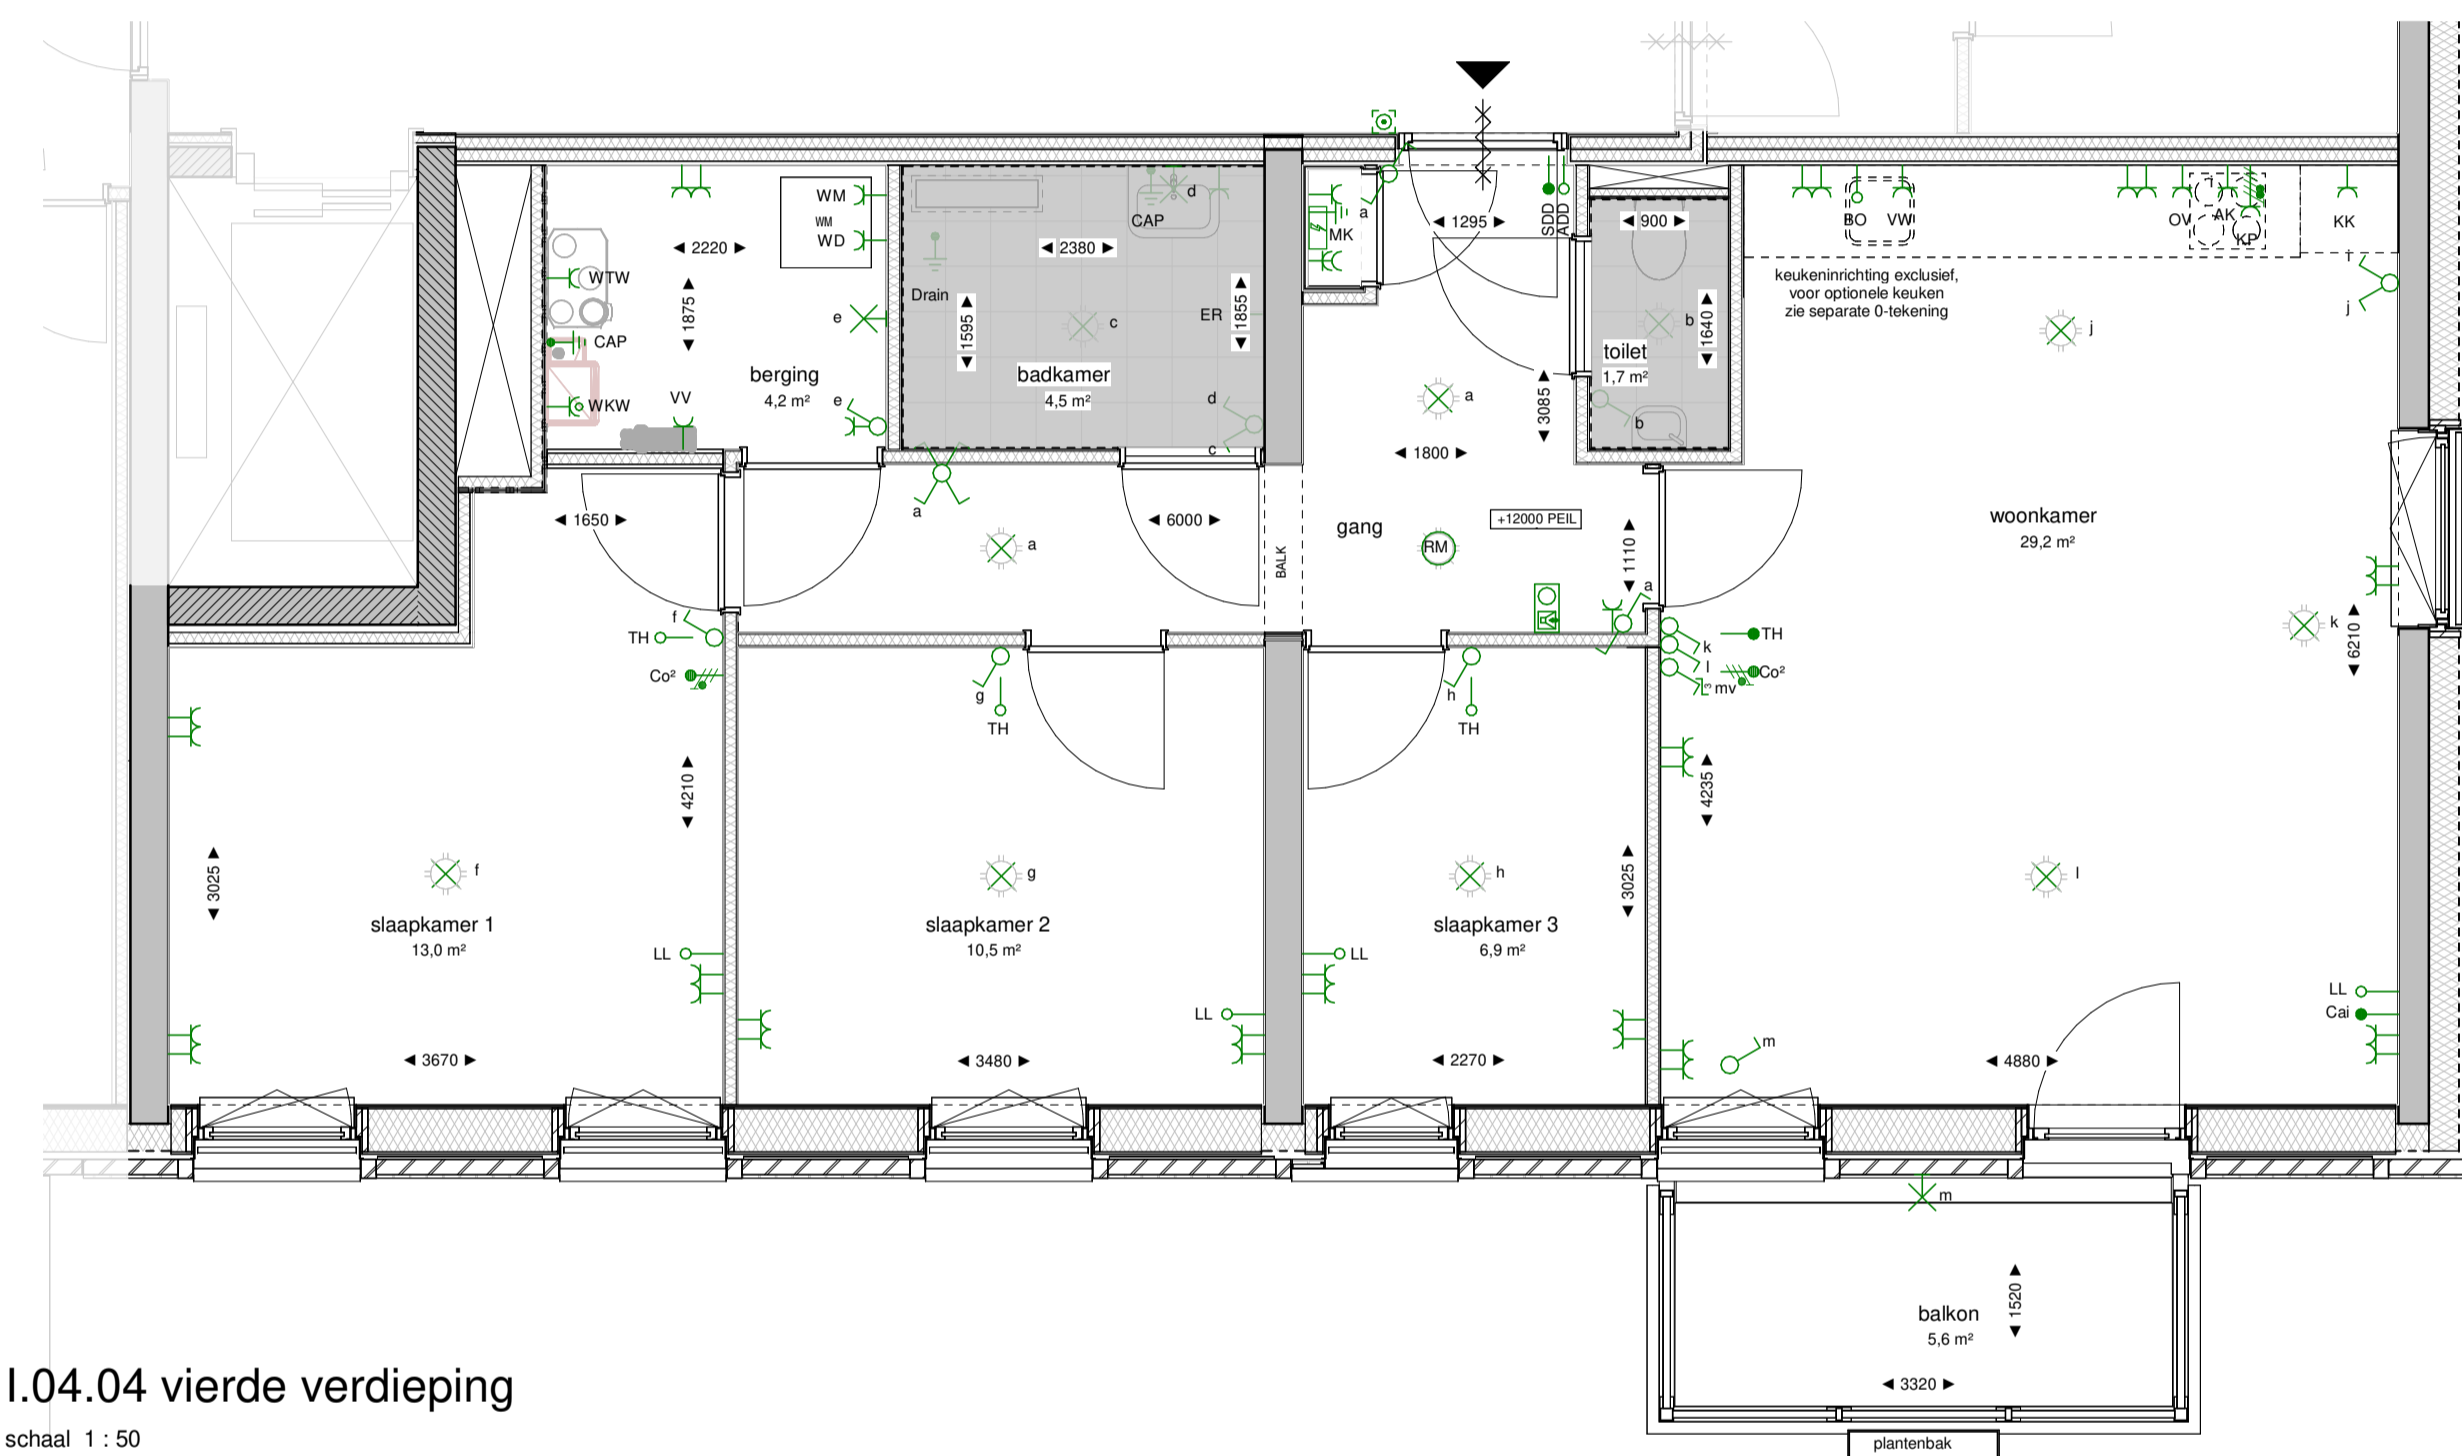 WM
WM
WD
2220
1875
WTW
CAP
WKW
VV
berging
4,2 m²
e
e
2380
CAP
d
Drain
1595
ER
1855
c
badkamer
4,5 m²
d
c
MK
a
1295
SDD
ADD
900
1640
b
toilet
1,7 m²
b
3085
a
1800
BO
VW
OV
AK
KP
KK
keukeninrichting exclusief,
voor optionele keuken
zie separate 0-tekening
j
j
1650
a
a
6000
BALK
gang
RM
+12000 PEIL
1110
a
woonkamer
29,2 m²
k
6210
f
TH
Co²
g
TH
h
TH
k
l
mv
TH
Co²
4210
4235
3025
f
slaapkamer 1
13,0 m²
g
slaapkamer 2
10,5 m²
h
slaapkamer 3
6,9 m²
3025
l
LL
LL
LL
LL
Cai
m
3670
3480
2270
4880
m
balkon
5,6 m²
1520
3320
plantenbak
I.04.04 vierde verdieping
schaal 1 : 50